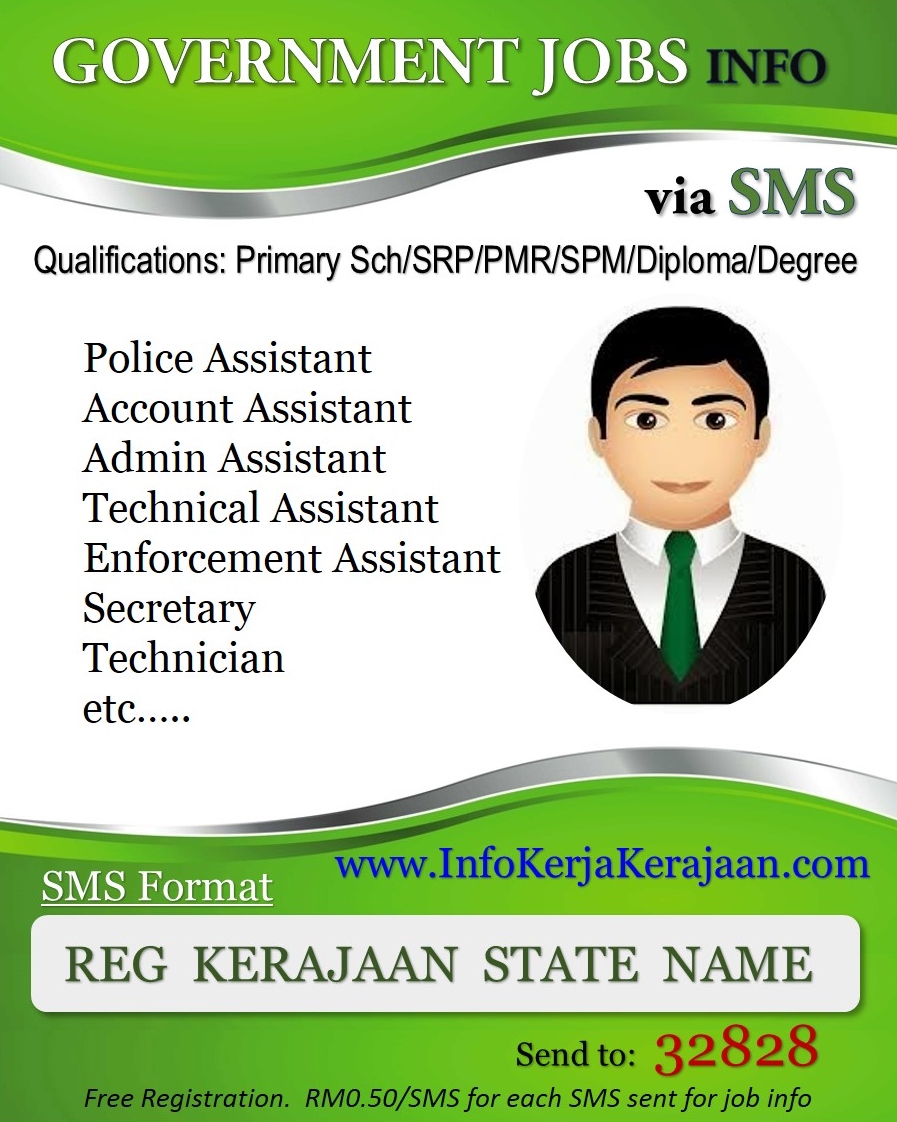 GOVERNMENT JOBS INFO
via SMS
Qualifications: Primary Sch/SRP/PMR/SPM/Diploma/Degree
Police Assistant
Account Assistant
Admin Assistant
Technical Assistant
Enforcement Assistant
Secretary
Technician
etc.....
www.InfoKerjaKerajaan.com
SMS Format
REG KERAJAAN STATE NAME
Send to: 32828
Free Registration. RM0.50/SMS for each SMS sent for job info